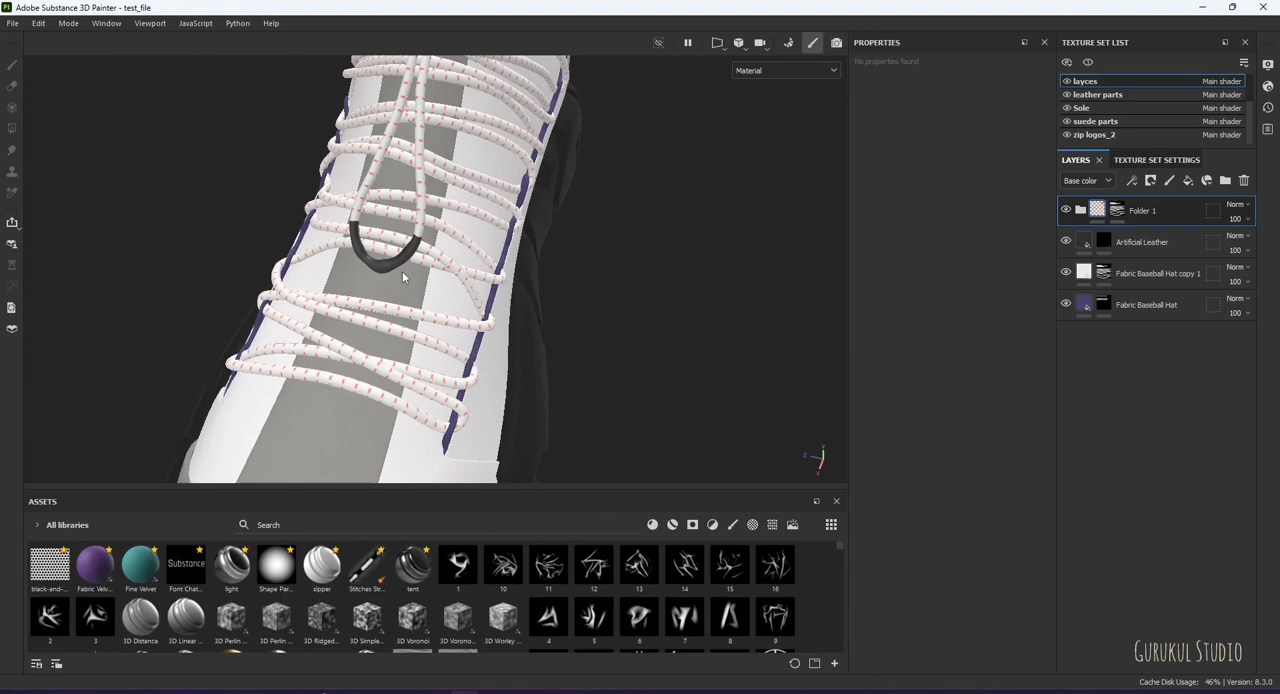 Adobe Substance 3D Painter - test_file
File Edit Mode Window Viewport JavaScript Python Help
Material
PROPERTIES
No properties found
TEXTURE SET LIST
layces Main shader
leather parts Main shader
Sole Main shader
suede parts Main shader
zip logos_2 Main shader
LAYERS TEXTURE SET SETTINGS
Base color
Folder 1 Norm
100
Artificial Leather Norm
100
Fabric Baseball Hat copy 1 Norm
100
Fabric Baseball Hat Norm
100
Y
Z
X
ASSETS
All libraries Search
Substance
black-and-... Fabric Velv... Fine Velvet Font Chat... light Shape Par... sipper Stitches Str... tent 1 10 11 12 13 14 15 16
2 3 3D Distance 3D Linear ... 3D Perlin ... 3D Perlin ... 3D Ridged... 3D Simple... 3D Voronoi 3D Vorono... 3D Worley ... 4 5 6 7 8 9
GURUKUL STUDIO
Cache Disk Usage: 46% | Version: 8.3.0